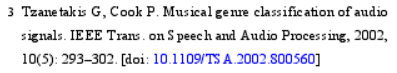 3 Tzanetakis G, Cook P. Musical genre classification of audio
signals. IEEE Trans. on Speech and Audio Processing, 2002,
10(5): 293–302. [doi: 10.1109/TSA.2002.800560]